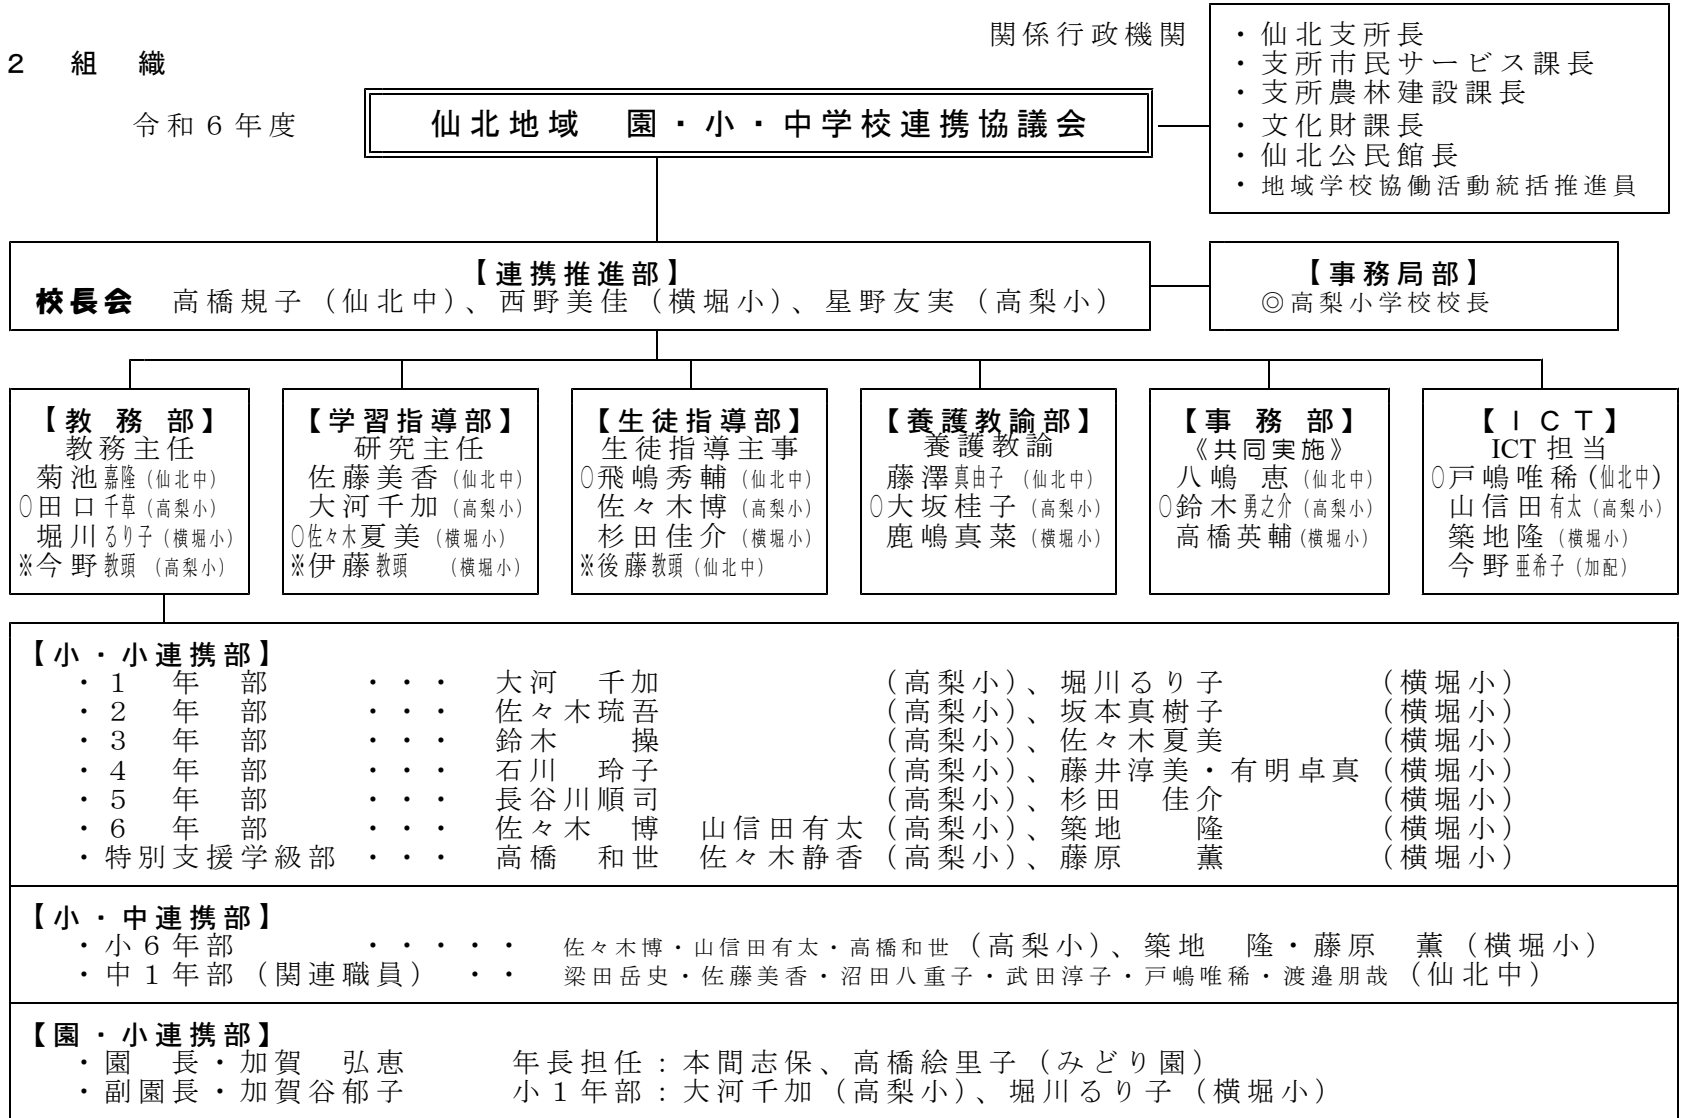 関係行政機関
・仙北支所長
・支所市民サービス課長
・支所農林建設課長
・文化財課長
・仙北公民館長
・地域学校協働活動統括推進員
２　組　織
令和６年度
仙北地域　園・小・中学校連携協議会
【連携推進部】
校長会　高橋規子（仙北中）、西野美佳（横堀小）、星野友実（高梨小）
【事務局部】
◎高梨小学校校長
【教 務 部】
教務主任
菊池嘉隆（仙北中）
○田口千草（高梨小）
堀川るり子（横堀小）
※今野教頭（高梨小）
【学習指導部】
研究主任
佐藤美香（仙北中）
大河千加（高梨小）
○佐々木夏美（横堀小）
※伊藤教頭　（横堀小）
【生徒指導部】
生徒指導主事
○飛嶋秀輔（仙北中）
佐々木博（高梨小）
杉田佳介（横堀小）
※後藤教頭（仙北中）
【養護教諭部】
養護教諭
藤澤真由子（仙北中）
○大坂桂子（高梨小）
鹿嶋真菜（横堀小）
【事 務 部】
《共同実施》
八嶋　恵（仙北中）
○鈴木勇之介（高梨小）
高橋英輔（横堀小）
【ＩＣＴ】
ICT 担当
○戸嶋唯稀（仙北中）
山信田有太（高梨小）
築地隆（横堀小）
今野亜希子（加配）
【小・小連携部】
・１　年　部　・・・　大河　千加　（高梨小）、堀川るり子　（横堀小）
・２　年　部　・・・　佐々木琉吾　（高梨小）、坂本真樹子　（横堀小）
・３　年　部　・・・　鈴木　　操　（高梨小）、佐々木夏美　（横堀小）
・４　年　部　・・・　石川　玲子　（高梨小）、藤井淳美・有明卓真（横堀小）
・５　年　部　・・・　長谷川順司　（高梨小）、杉田　佳介　（横堀小）
・６　年　部　・・・　佐々木　博　山信田有太（高梨小）、築地　　隆　（横堀小）
・特別支援学級部　・・・　高橋　和世　佐々木静香（高梨小）、藤原　　薫　（横堀小）
【小・中連携部】
・小６年部　・・・・・　佐々木博・山信田有太・高橋和世（高梨小）、築地　隆・藤原　薫（横堀小）
・中１年部（関連職員）　・・　梁田岳史・佐藤美香・沼田八重子・武田淳子・戸嶋唯稀・渡邉朋哉（仙北中）
【園・小連携部】
・園　長・加賀　弘恵　年長担任：本間志保、高橋絵里子（みどり園）
・副園長・加賀谷郁子　小１年部：大河千加（高梨小）、堀川るり子（横堀小）